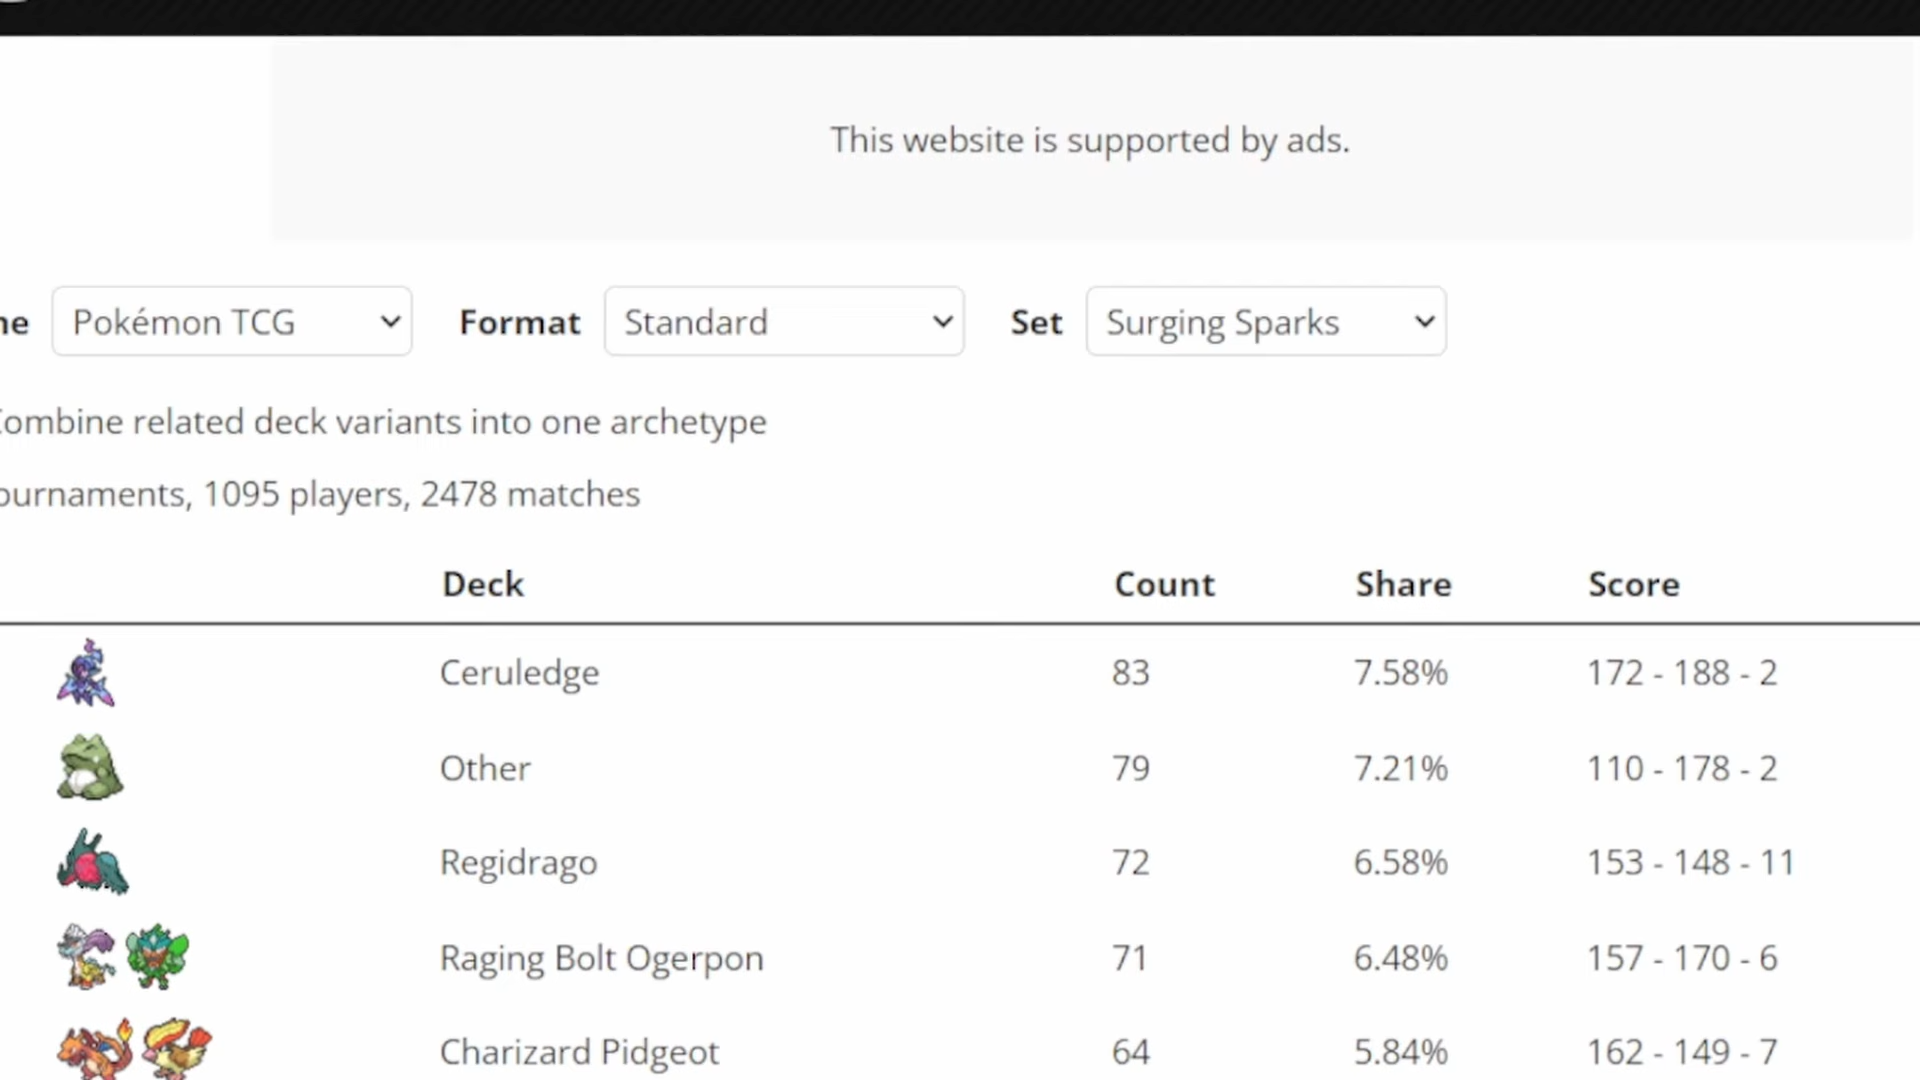 This website is supported by ads.
Pokémon TCG Format Standard Set Surging Sparks
ombine related deck variants into one archetype
ournaments, 1095 players, 2478 matches
Deck Count Share Score
Ceruledge 83 7.58% 172 - 188 - 2
Other 79 7.21% 110 - 178 - 2
Regidrago 72 6.58% 153 - 148 - 11
Raging Bolt Ogerpon 71 6.48% 157 - 170 - 6
Charizard Pidgeot 64 5.84% 162 - 149 - 7